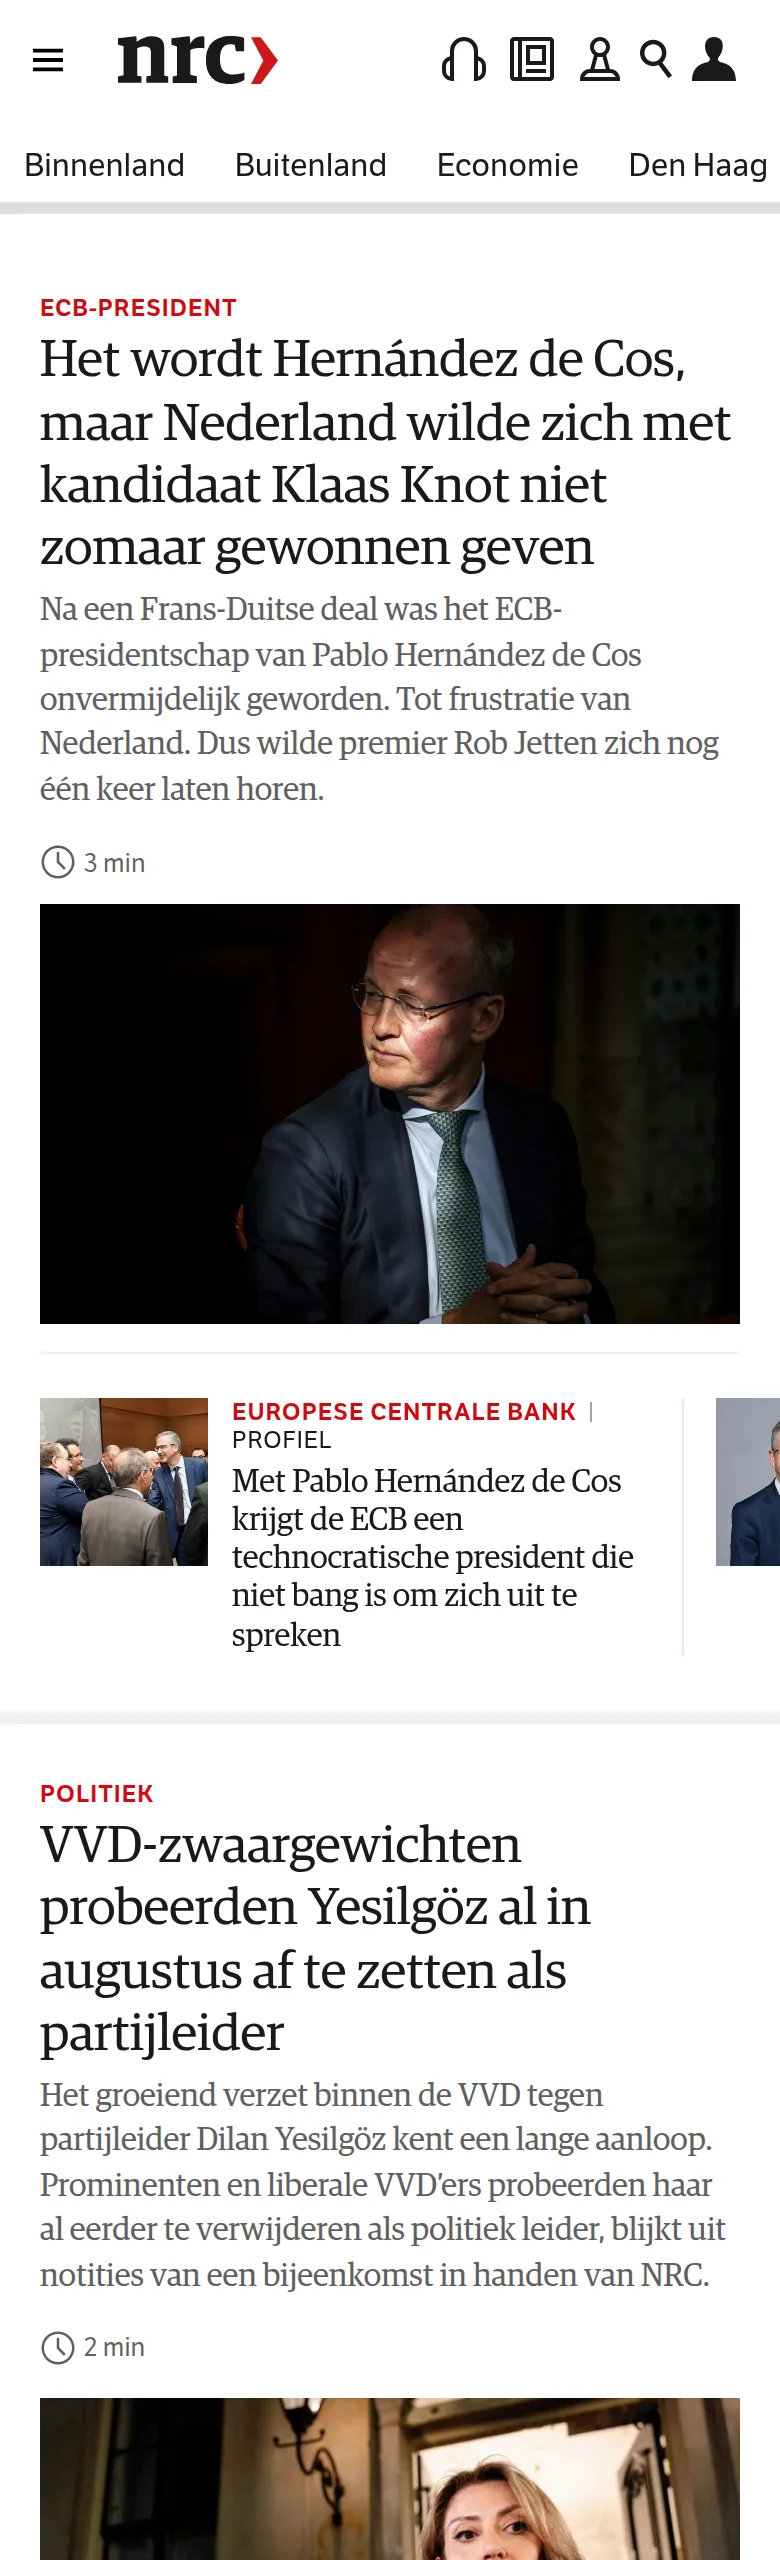 nrc
Binnenland Buitenland Economie Den Haag
ECB-PRESIDENT
Het wordt Hernández de Cos,
maar Nederland wilde zich met
kandidaat Klaas Knot niet
zomaar gewonnen geven
Na een Frans-Duitse deal was het ECB-
presidentschap van Pablo Hernández de Cos
onvermijdelijk geworden. Tot frustratie van
Nederland. Dus wilde premier Rob Jetten zich nog
één keer laten horen.
3 min
EUROPESE CENTRALE BANK |
PROFIEL
Met Pablo Hernández de Cos
krijgt de ECB een
technocratische president die
niet bang is om zich uit te
spreken
POLITIEK
VVD-zwaargewichten
probeerden Yesilgöz al in
augustus af te zetten als
partijleider
Het groeiend verzet binnen de VVD tegen
partijleider Dilan Yesilgöz kent een lange aanloop.
Prominenten en liberale VVD’ers probeerden haar
al eerder te verwijderen als politiek leider, blijkt uit
notities van een bijeenkomst in handen van NRC.
2 min